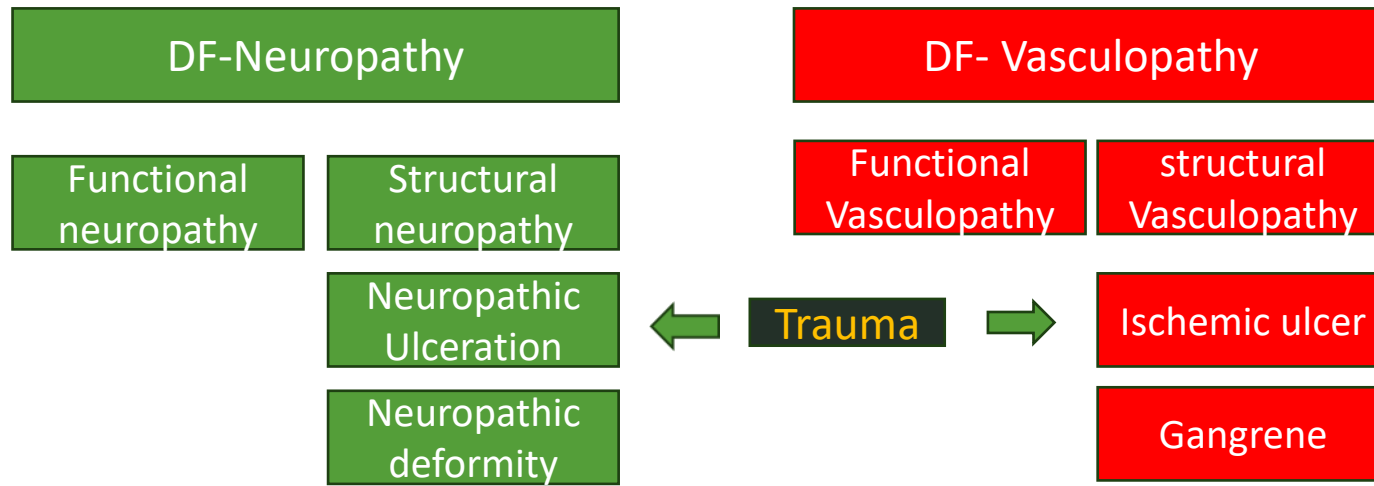 DF-Neuropathy
DF- Vasculopathy
Functional
neuropathy
Structural
neuropathy
Functional
Vasculopathy
structural
Vasculopathy
Neuropathic
Ulceration
Trauma
Ischemic ulcer
Neuropathic
deformity
Gangrene